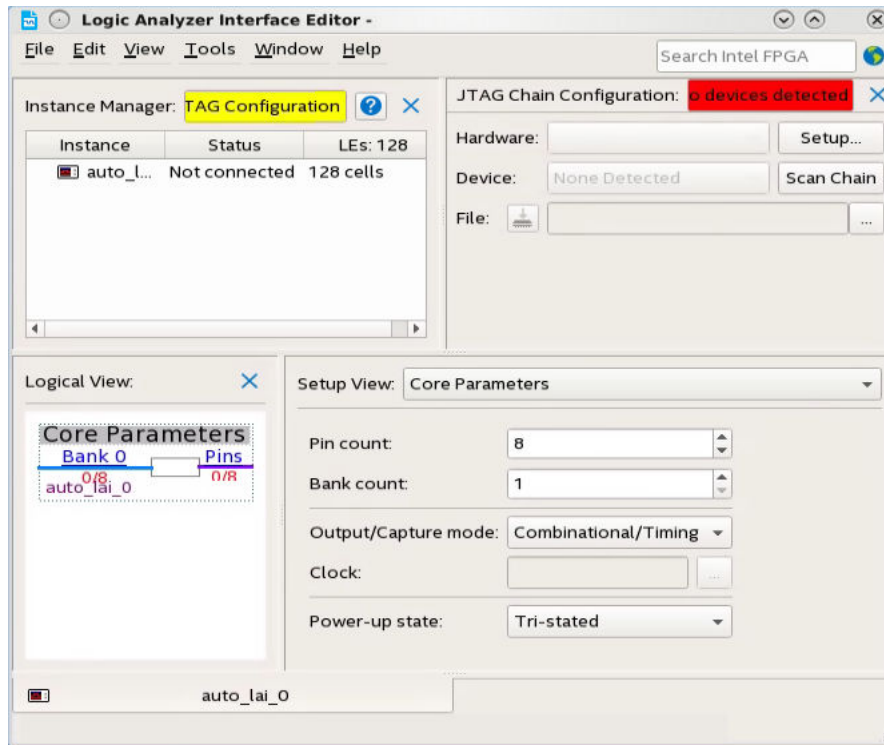 Logic Analyzer Interface Editor -
File Edit View Tools Window Help
Search Intel FPGA
Instance Manager: TAG Configuration
Instance Status LEs: 128
auto_l... Not connected 128 cells
JTAG Chain Configuration: o devices detected
Hardware: Setup...
Device: None Detected Scan Chain
File: ...
Logical View:
Core Parameters
Bank 0 Pins
0/8 0/8
auto_lai_0
Setup View: Core Parameters
Pin count: 8
Bank count: 1
Output/Capture mode: Combinational/Timing
Clock: ...
Power-up state: Tri-stated
auto_lai_0